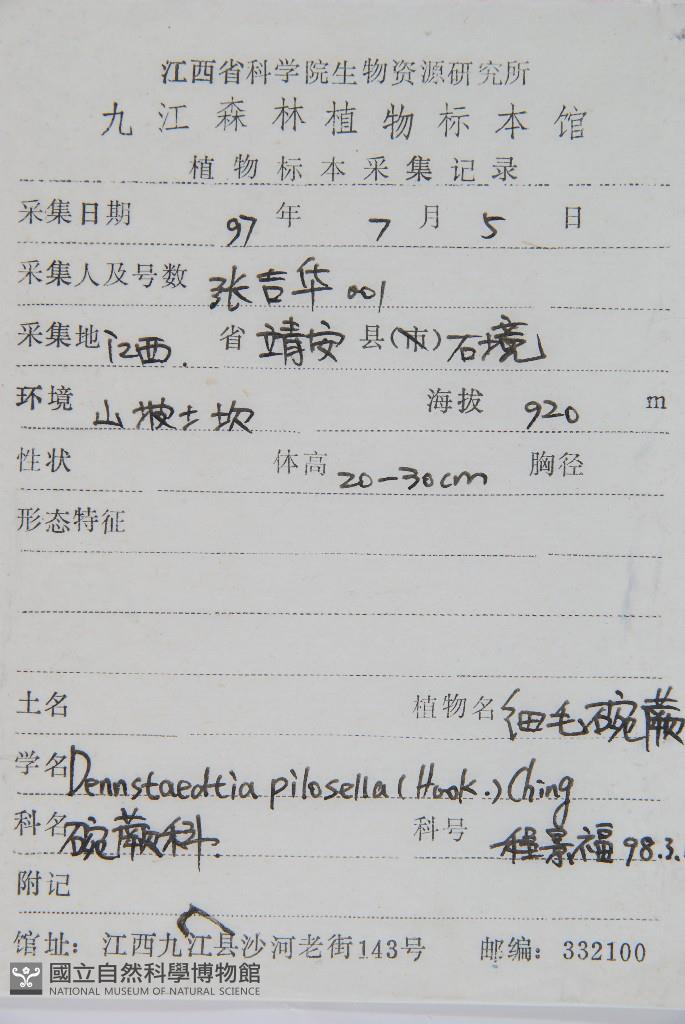 江西省科学院生物资源研究所
九江森林植物标本馆
植物标本采集记录
采集日期 97 年 7 月 5 日
采集人及号数 张吉华 001
采集地 江西. 省 靖安 县(市) 石境
环境 山坡土坎 海拔 920 m
性状 体高 20-30cm 胸径
形态特征
土名 植物名 细毛碗蕨
学名 Dennstaedtia pilosella (Hook.) Ching
科名 碗蕨科. 科号 程景福 98.3.
附记
馆址：江西九江县沙河老街143号 邮编：332100
國立自然科學博物館
NATIONAL MUSEUM OF NATURAL SCIENCE